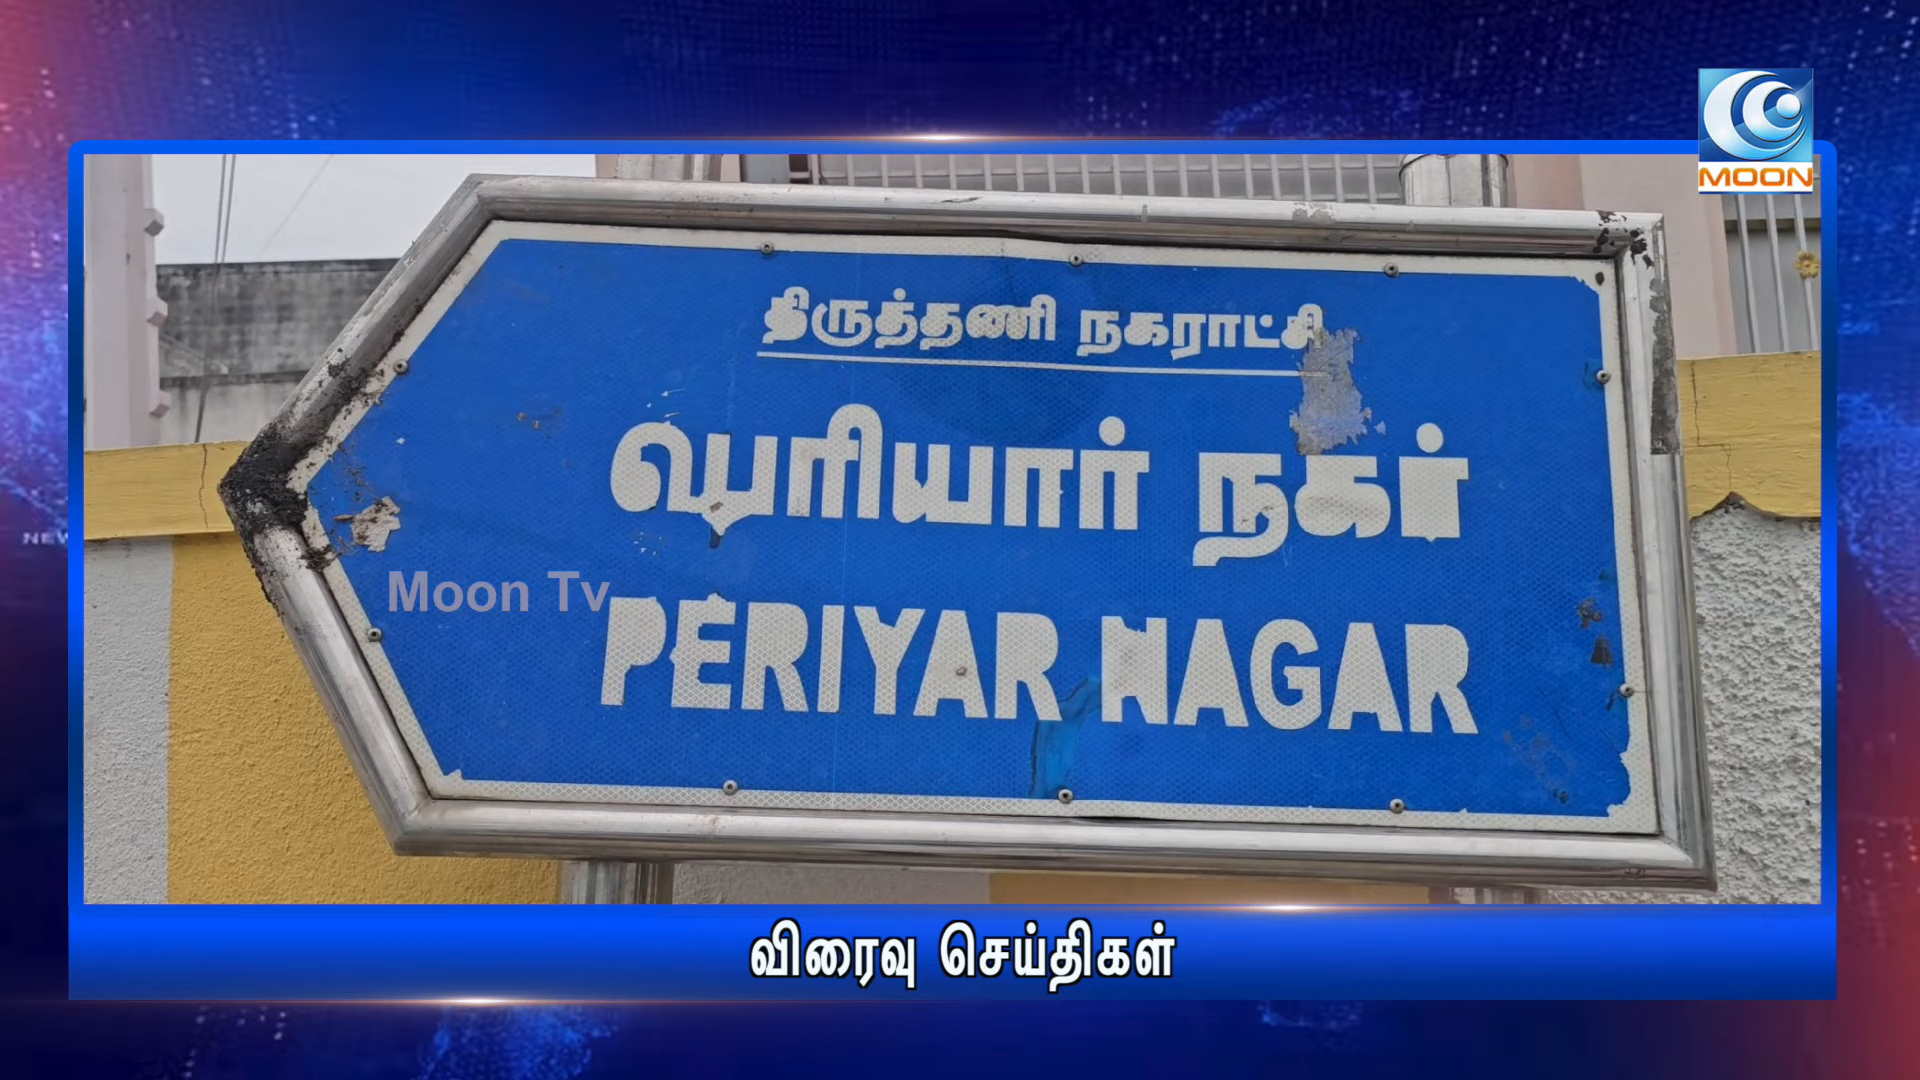 MOON
திருத்தணி நகராட்சி
பெரியார் நகர்
Moon Tv
PERIYAR NAGAR
விரைவு செய்திகள்